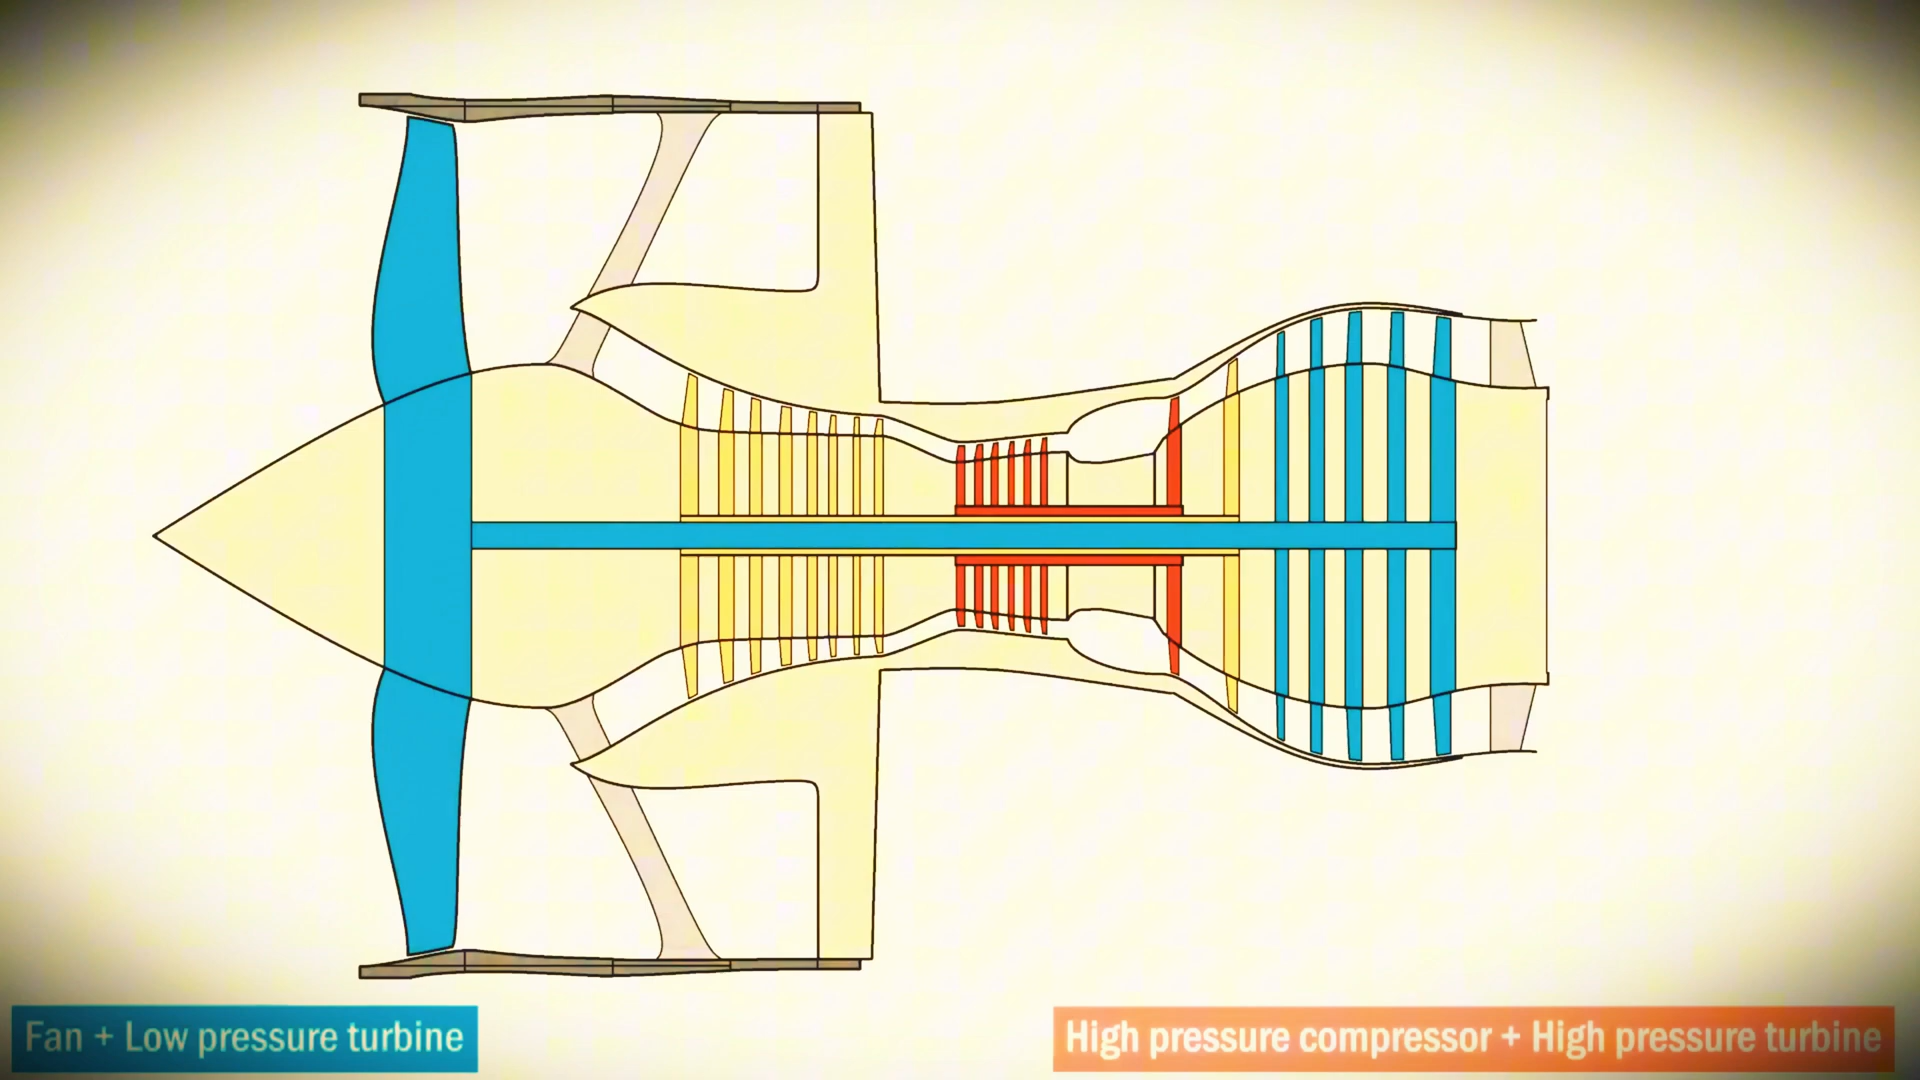 Fan + Low pressure turbine
High pressure compressor + High pressure turbine